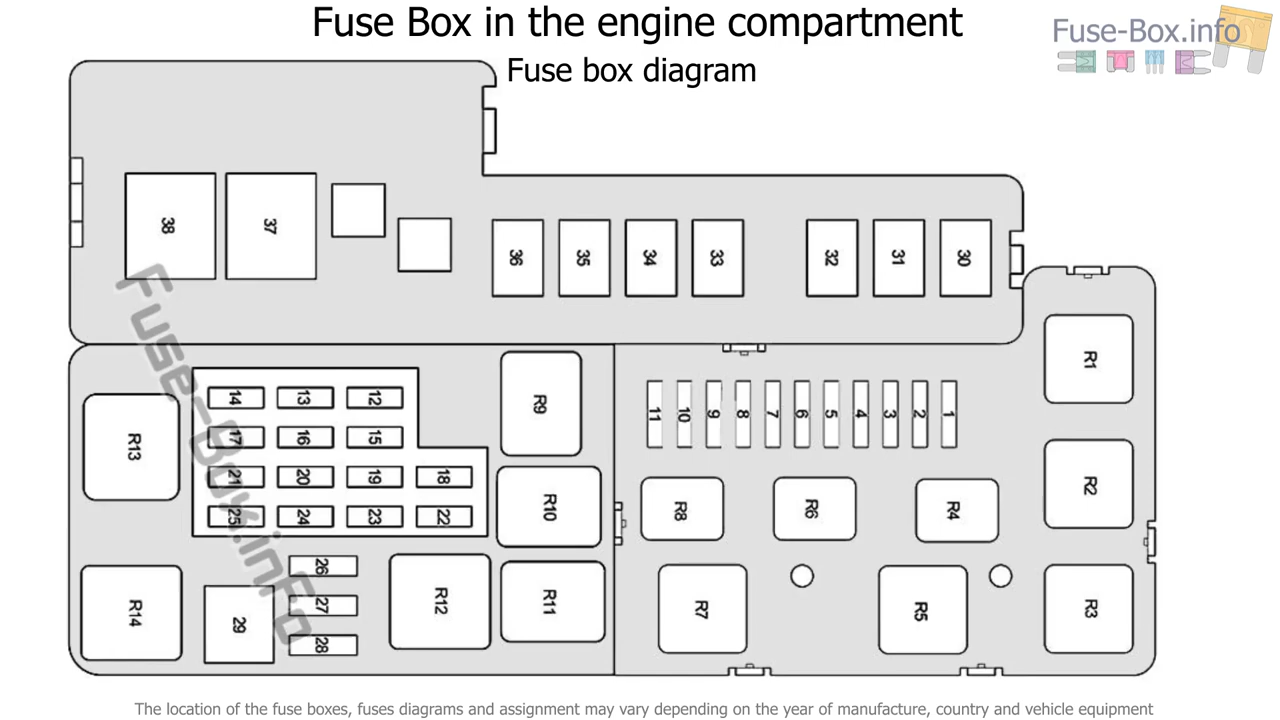 Fuse Box in the engine compartment
Fuse-Box.info
Fuse box diagram
38 37 36 35 34 33 32 31 30
R1
14 13 12 R9 11 10 9 8 7 6 5 4 3 2 1
R13 17 16 15
21 20 19 18 R2
25 24 23 22 R10 R8 R6 R4
26
R14 29 27 R12 R11 R7 R5 R3
28
Fuse-Box.info
The location of the fuse boxes, fuses diagrams and assignment may vary depending on the year of manufacture, country and vehicle equipment